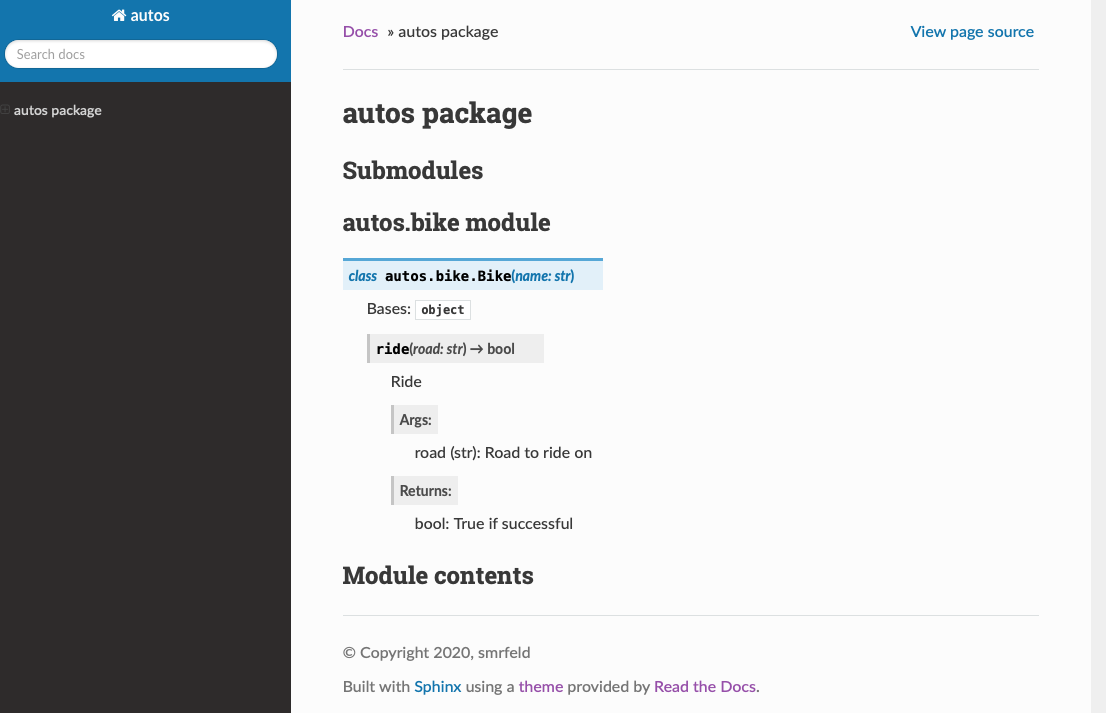 autos
Search docs
autos package
Docs » autos package
View page source
autos package
Submodules
autos.bike module
class autos.bike.Bike(name: str)
Bases: object
ride(road: str) → bool
Ride
Args:
road (str): Road to ride on
Returns:
bool: True if successful
Module contents
© Copyright 2020, smrfeld
Built with Sphinx using a theme provided by Read the Docs.